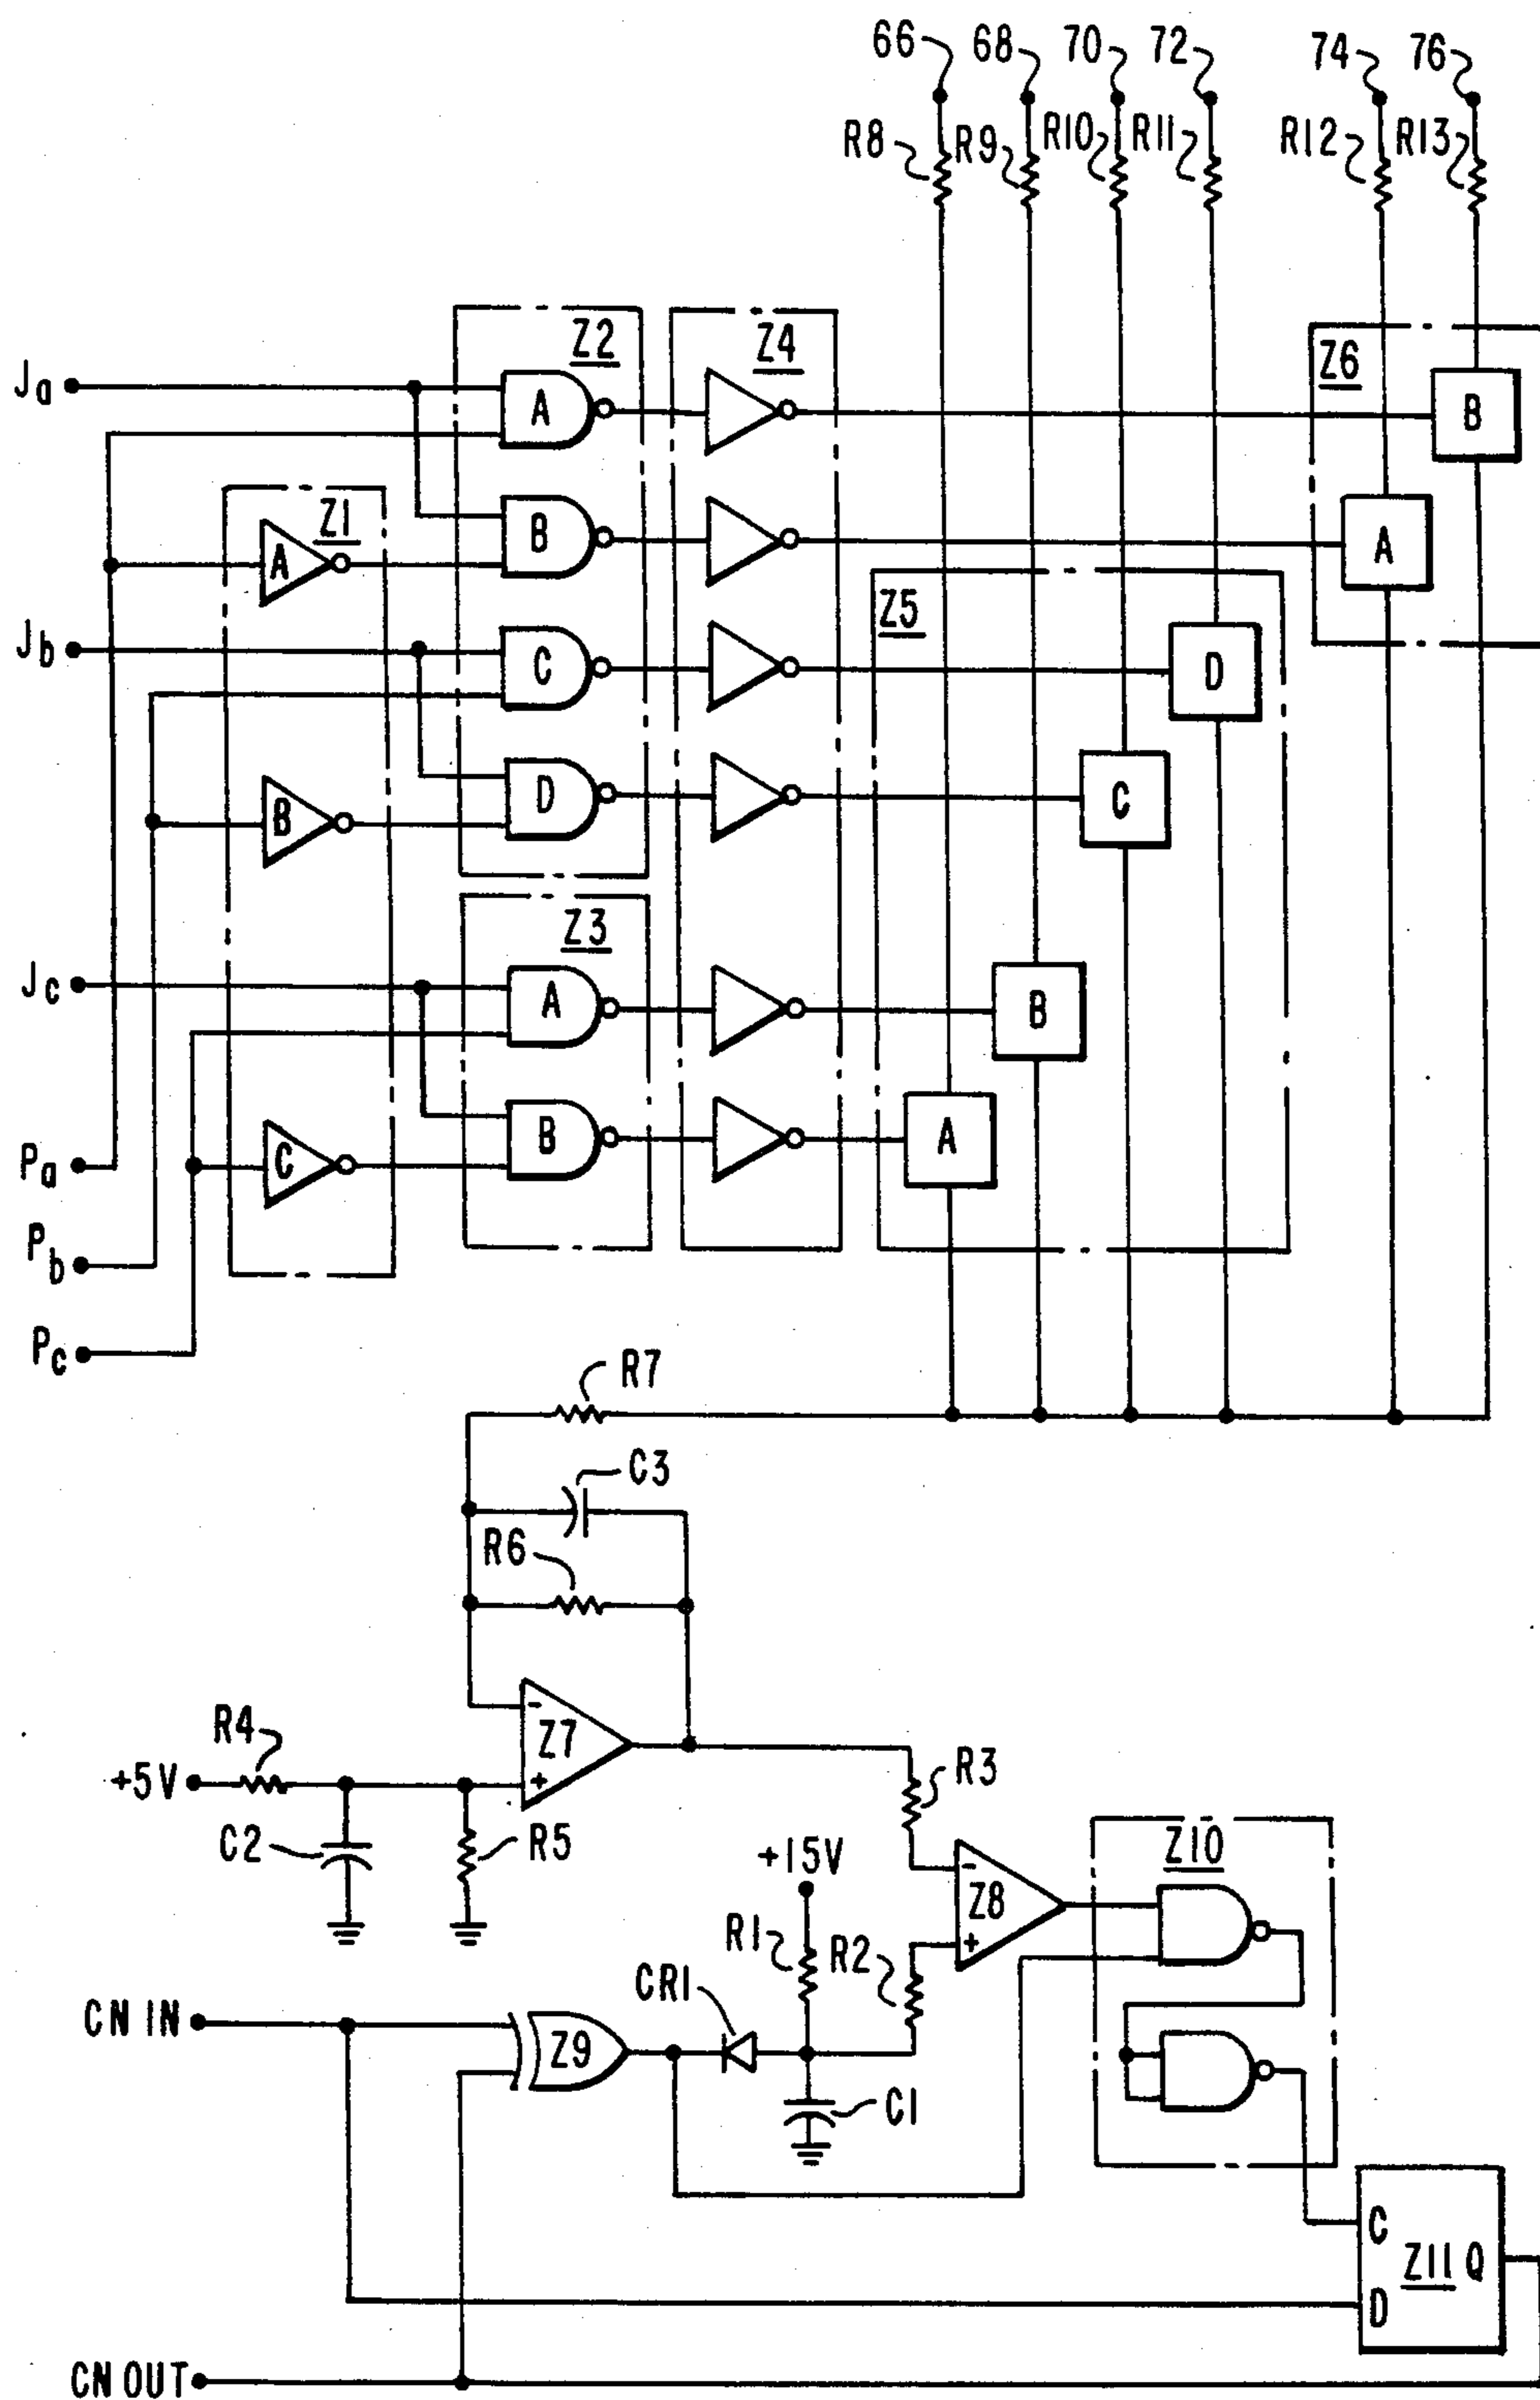 66 68 70 72 74 76
R8 R9 R10 R11 R12 R13
Z2 Z4 Z6
Ja A B
Z1 B A
A
Jb C Z5 D
B D C
Z3
Jc A B
Pa C B A
Pb
Pc
R7
C3
R6
R4 - Z7 +
+5V R3
C2 R5 +15V Z10
- Z8 +
R1 R2
CR1
CN IN Z9
C1
C
Z11 Q
D
CN OUT